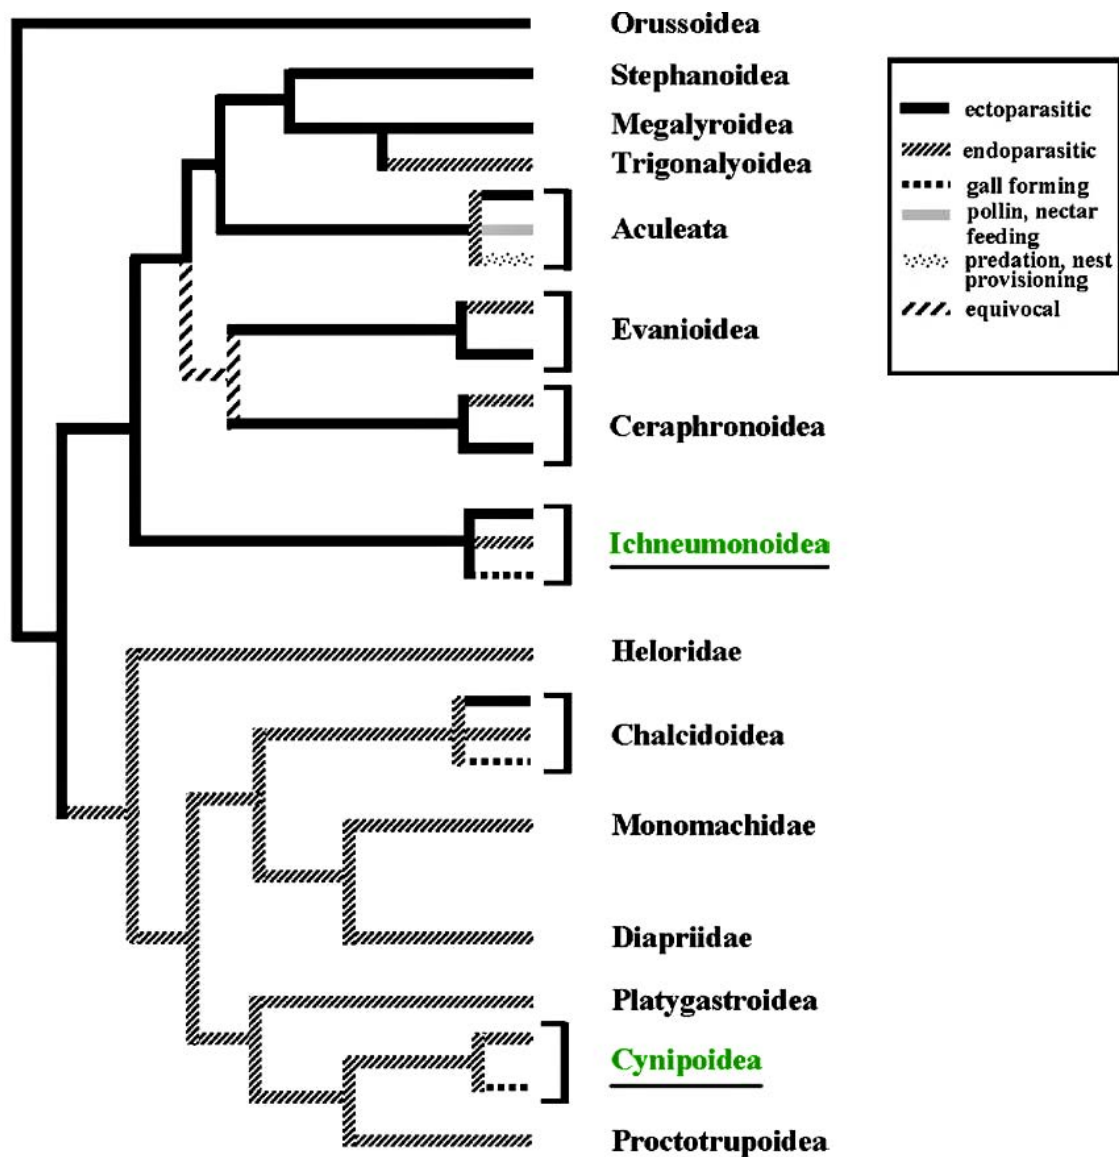 Orussoidea
Stephanoidea
Megalyroidea
Trigonalyoidea
Aculeata
Evanioidea
Ceraphronoidea
Ichneumonoidea
Heloridae
Chalcidoidea
Monomachidae
Diapriidae
Platygastroidea
Cynipoidea
Proctotrupoidea
ectoparasitic
endoparasitic
gall forming
pollin, nectar
feeding
predation, nest
provisioning
equivocal